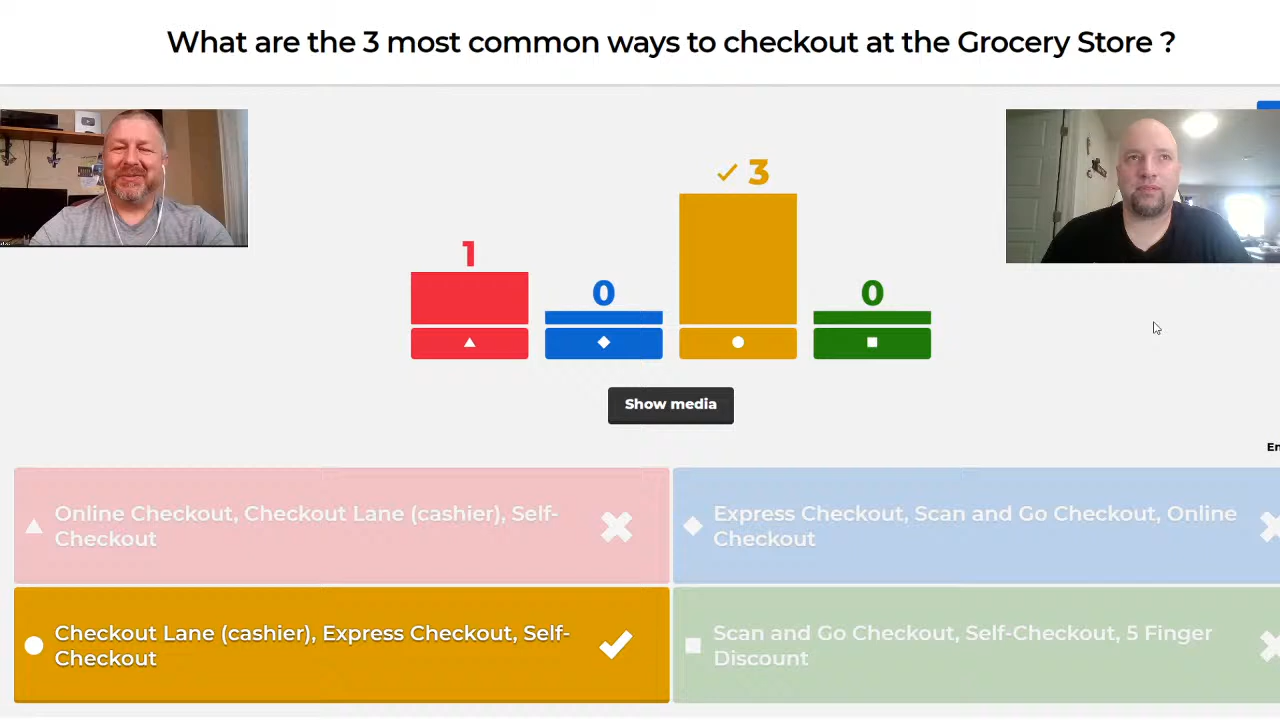 What are the 3 most common ways to checkout at the Grocery Store ?
3
1
0
0
Show media
En
Online Checkout, Checkout Lane (cashier), Self-
Checkout
Express Checkout, Scan and Go Checkout, Online
Checkout
Checkout Lane (cashier), Express Checkout, Self-
Checkout
Scan and Go Checkout, Self-Checkout, 5 Finger
Discount